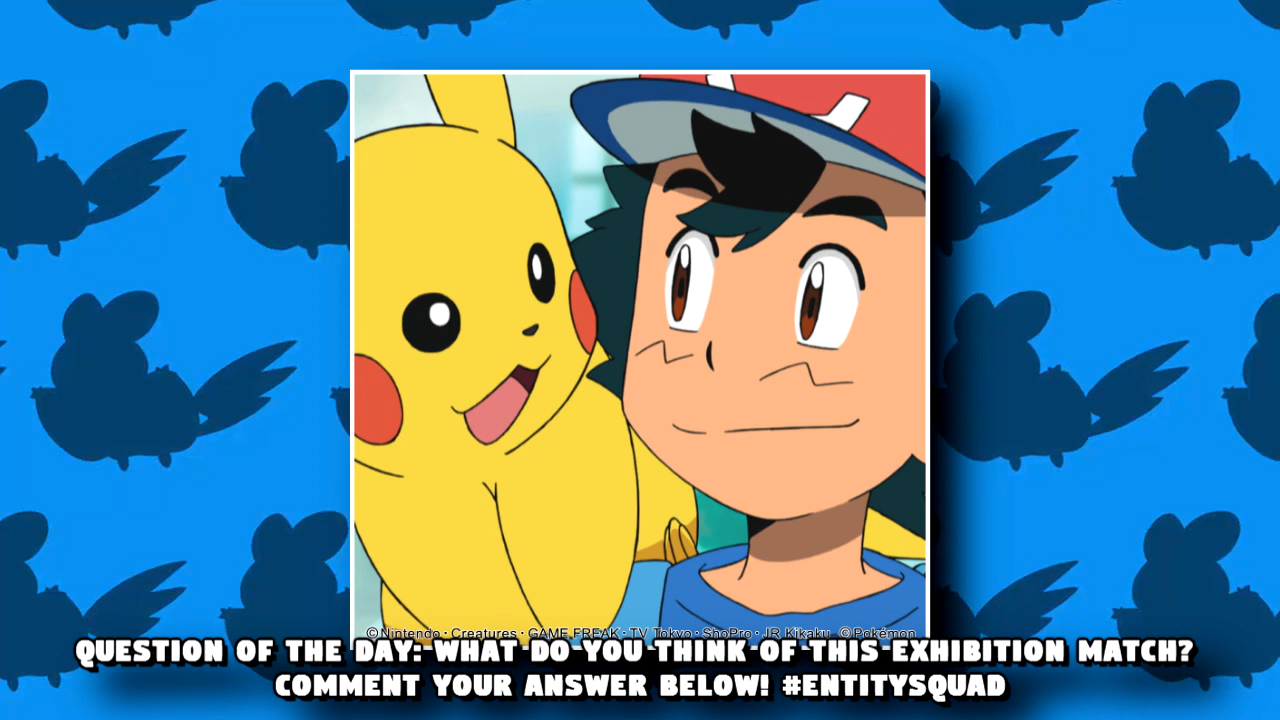 ©Nintendo・Creatures・GAME FREAK・TV Tokyo・ShoPro・JR Kikaku ©Pokémon
QUESTION OF THE DAY: WHAT DO YOU THINK OF THIS EXHIBITION MATCH?
COMMENT YOUR ANSWER BELOW! #ENTITYSQUAD